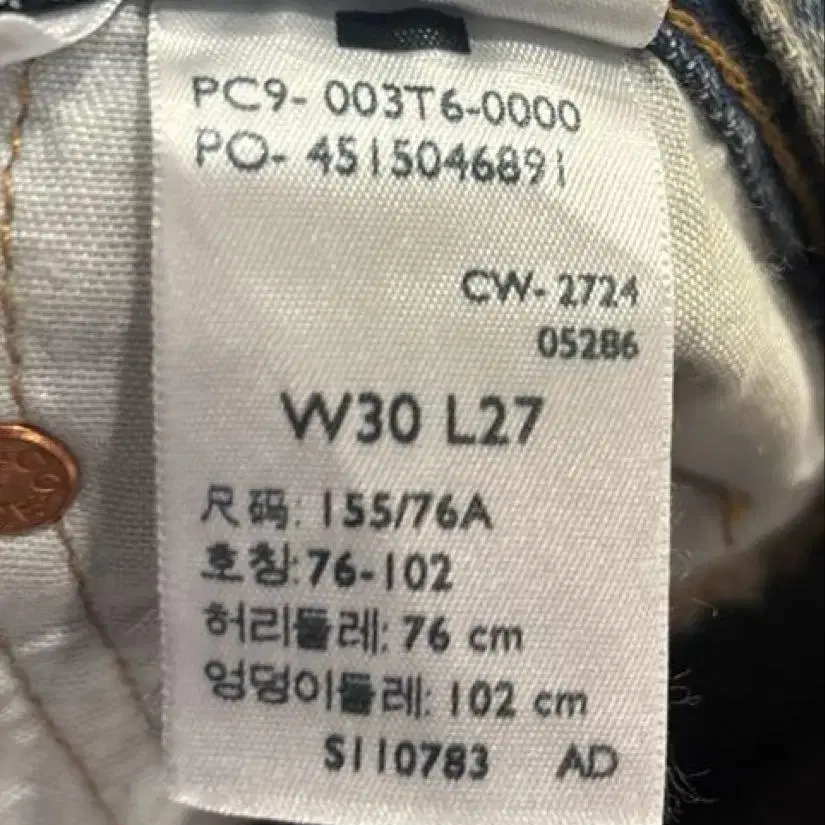 PC9- 003T6-0000
PO- 4515046891
CW- 2724
05286
W30 L27
尺码: 155/76A
호칭: 76-102
허리둘레: 76 cm
엉덩이둘레: 102 cm
S110783 AD